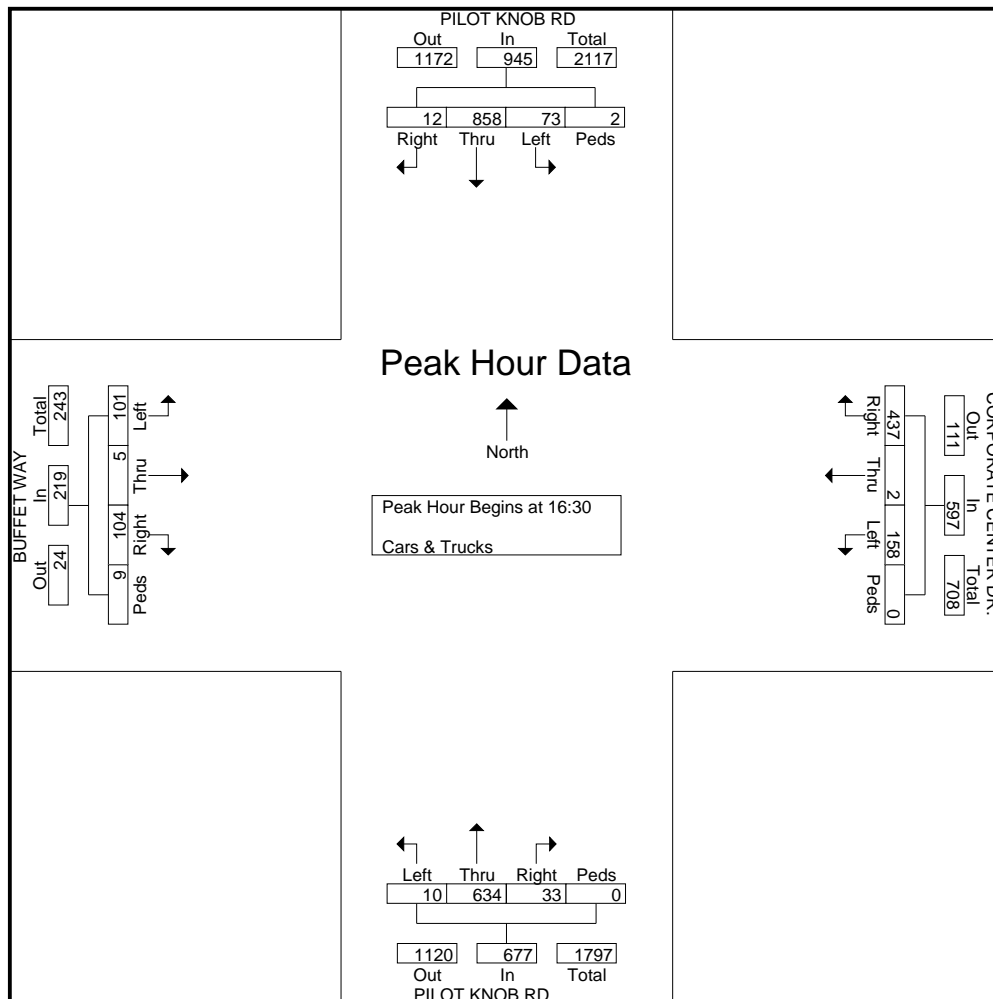 PILOT KNOB RD
Out In Total
1172 945 2117
12 858 73 2
Right Thru Left Peds
Peak Hour Data
North
Peak Hour Begins at 16:30
Cars & Trucks
BUFFET WAY
Out In Total
24 219 243
9 104 5 101
Peds Right Thru Left
CORPORATE CENTER DR.
Out In Total
111 597 708
437 2 158 0
Right Thru Left Peds
Left Thru Right Peds
10 634 33 0
1120 677 1797
Out In Total
PILOT KNOB RD